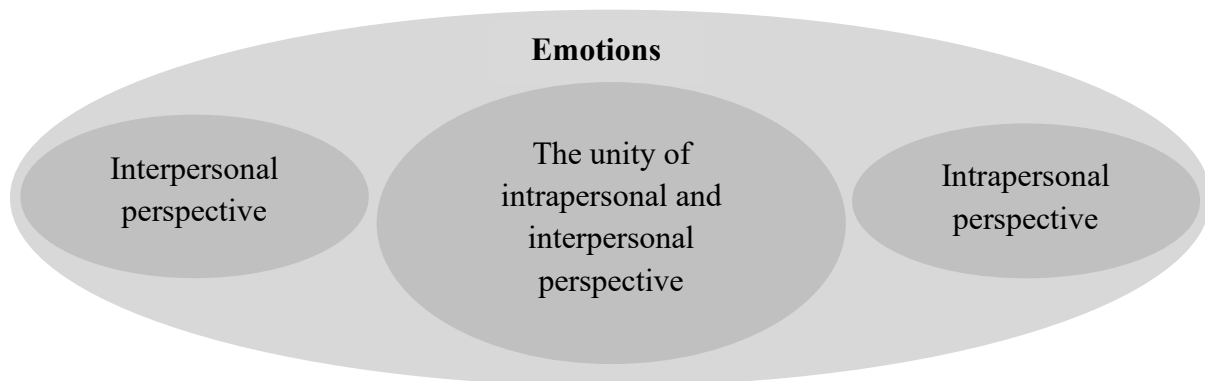 Emotions
Interpersonal
perspective
The unity of
intrapersonal and
interpersonal
perspective
Intrapersonal
perspective